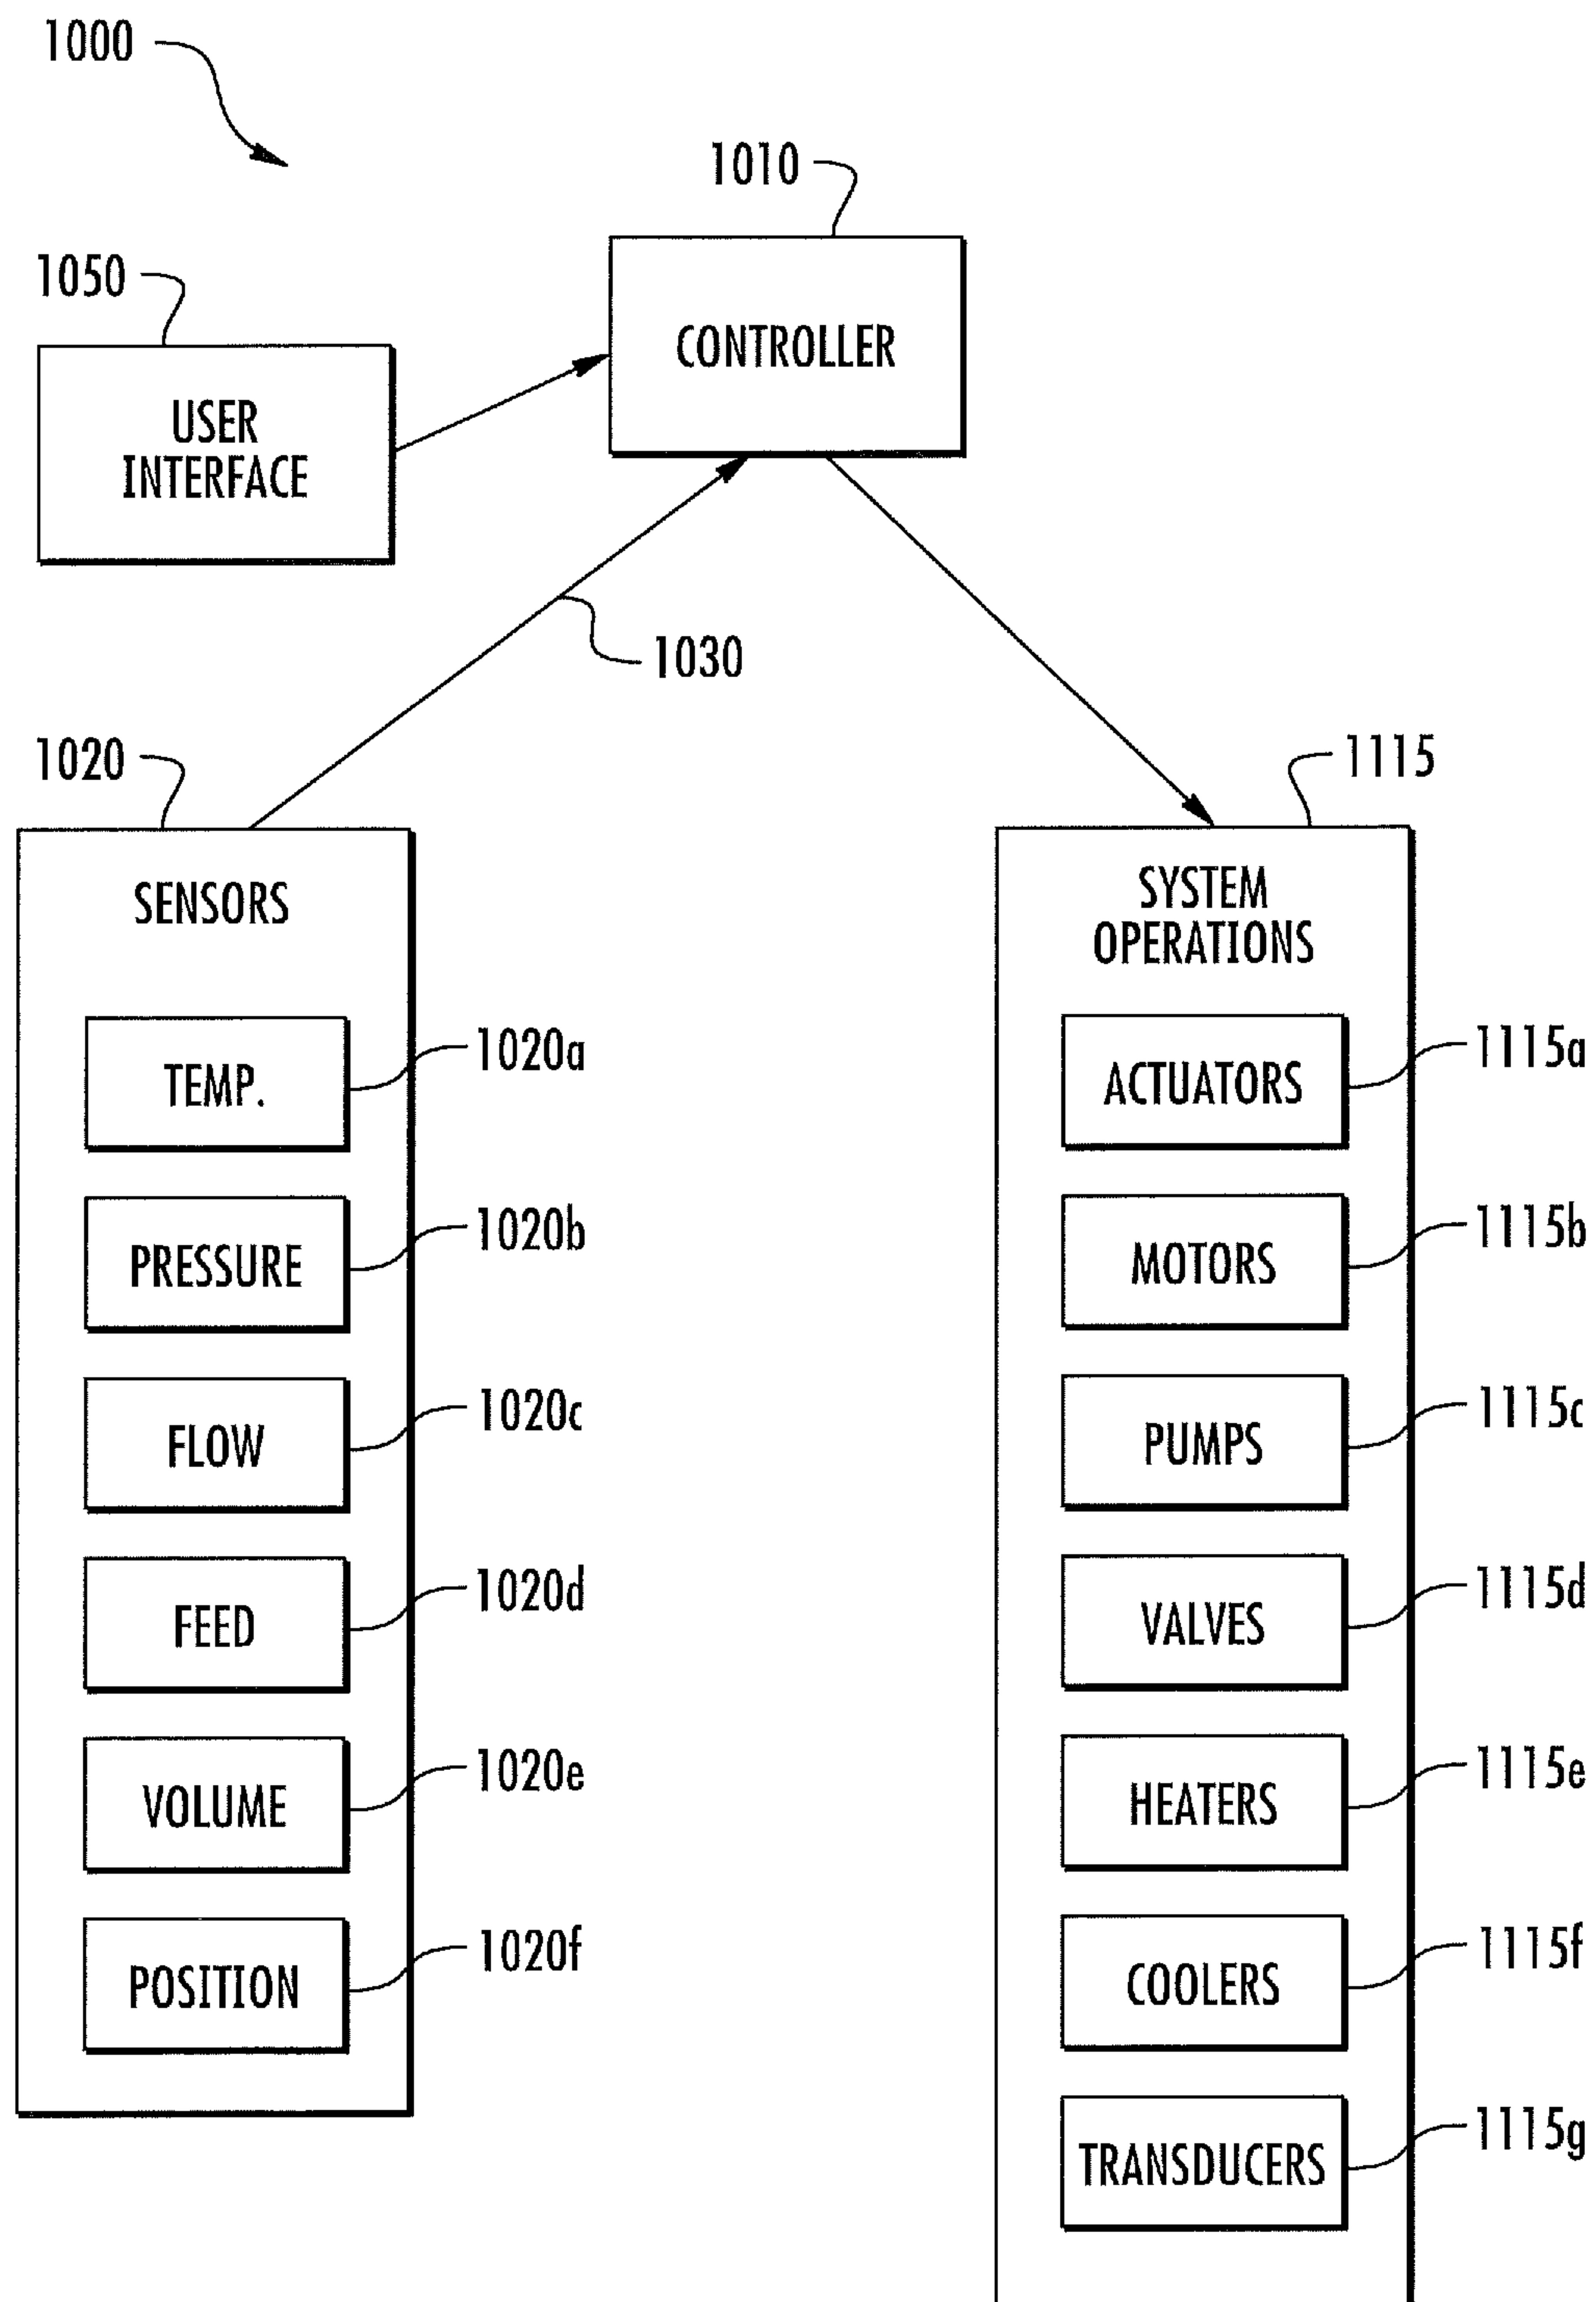 1000
1010
CONTROLLER
1050
USER
INTERFACE
1030
1020
SENSORS
TEMP.
1020a
PRESSURE
1020b
FLOW
1020c
FEED
1020d
VOLUME
1020e
POSITION
1020f
1115
SYSTEM
OPERATIONS
ACTUATORS
1115a
MOTORS
1115b
PUMPS
1115c
VALVES
1115d
HEATERS
1115e
COOLERS
1115f
TRANSDUCERS
1115g